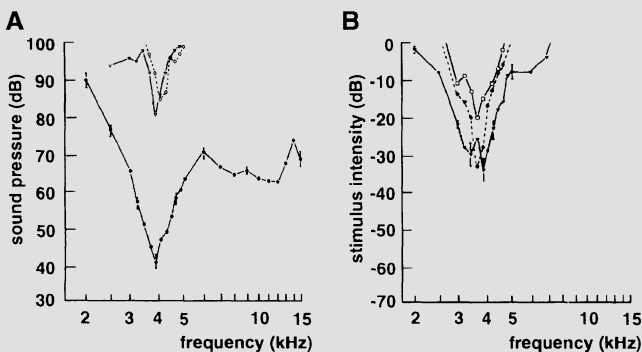 A
100
90
80
70
60
50
40
30
sound pressure (dB)
2 3 4 5 10 15
frequency (kHz)
B
0
-10
-20
-30
-40
-50
-60
-70
stimulus intensity (dB)
2 3 4 5 10 15
frequency (kHz)